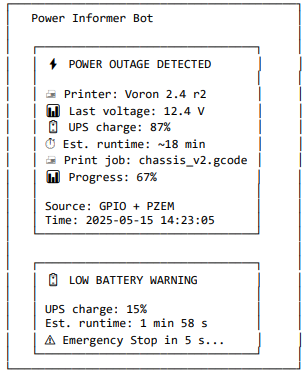 Power Informer Bot
⚡ POWER OUTAGE DETECTED
🖨 Printer: Voron 2.4 r2
📊 Last voltage: 12.4 V
🔋 UPS charge: 87%
⏱ Est. runtime: ~18 min
🖨 Print job: chassis_v2.gcode
📊 Progress: 67%
Source: GPIO + PZEM
Time: 2025-05-15 14:23:05
🔋 LOW BATTERY WARNING
UPS charge: 15%
Est. runtime: 1 min 58 s
⚠ Emergency Stop in 5 s...